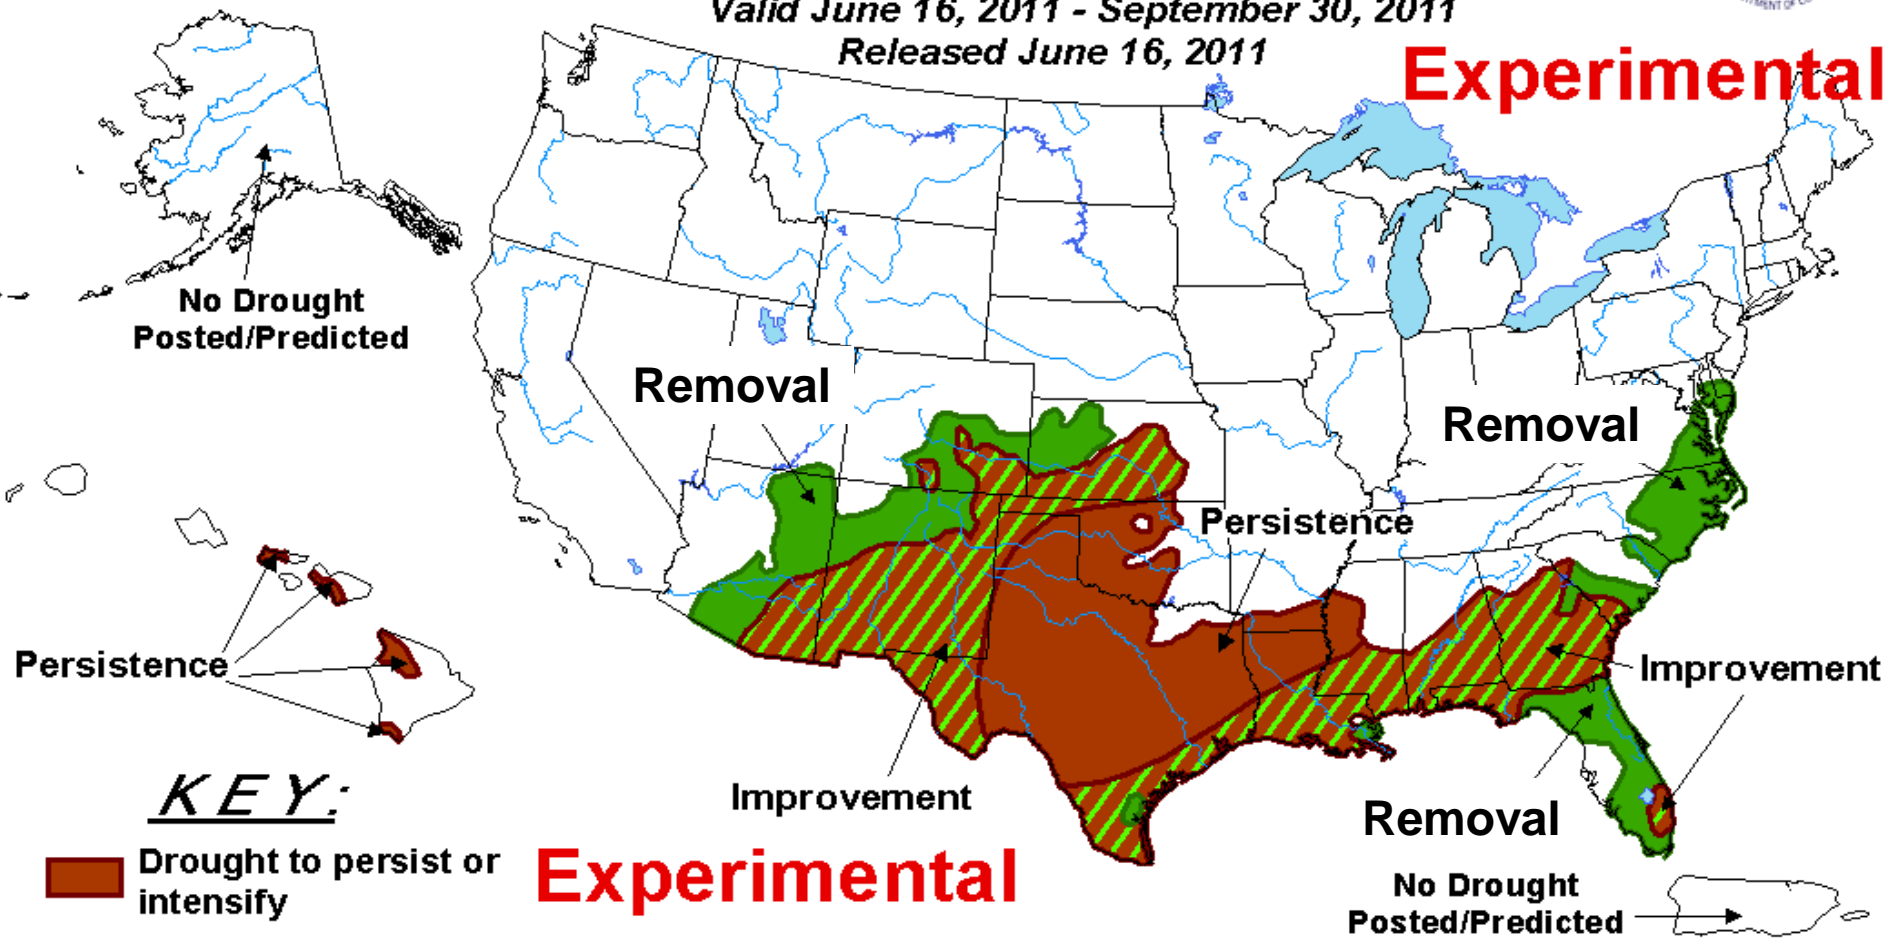 Valid June 16, 2011 - September 30, 2011
Released June 16, 2011
Experimental
No Drought
Posted/Predicted
Removal
Removal
Persistence
Persistence
Improvement
Improvement
Removal
KEY:
Drought to persist or
intensify
Experimental
No Drought
Posted/Predicted